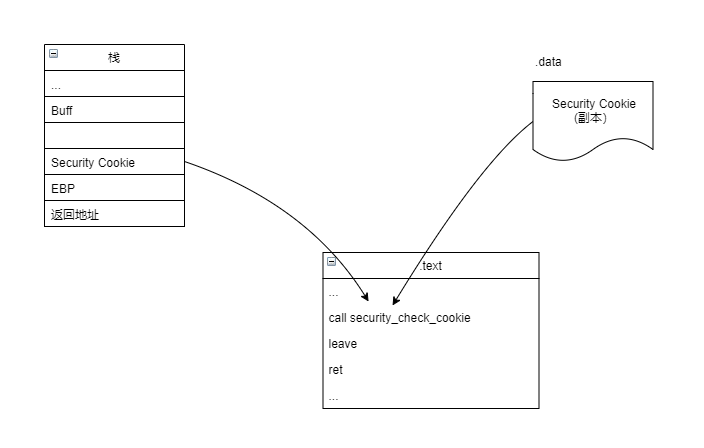 栈
...
Buff
Security Cookie
EBP
返回地址
.data
Security Cookie
(副本)
.text
...
call security_check_cookie
leave
ret
...